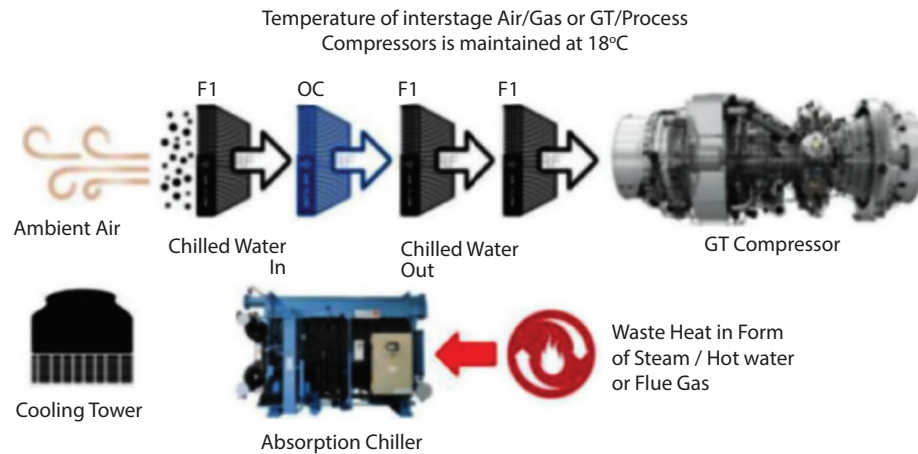 Temperature of interstage Air/Gas or GT/Process
Compressors is maintained at 18°C
F1
OC
F1
F1
Ambient Air
Chilled Water
In
Chilled Water
Out
GT Compressor
Cooling Tower
Absorption Chiller
Waste Heat in Form
of Steam / Hot water
or Flue Gas